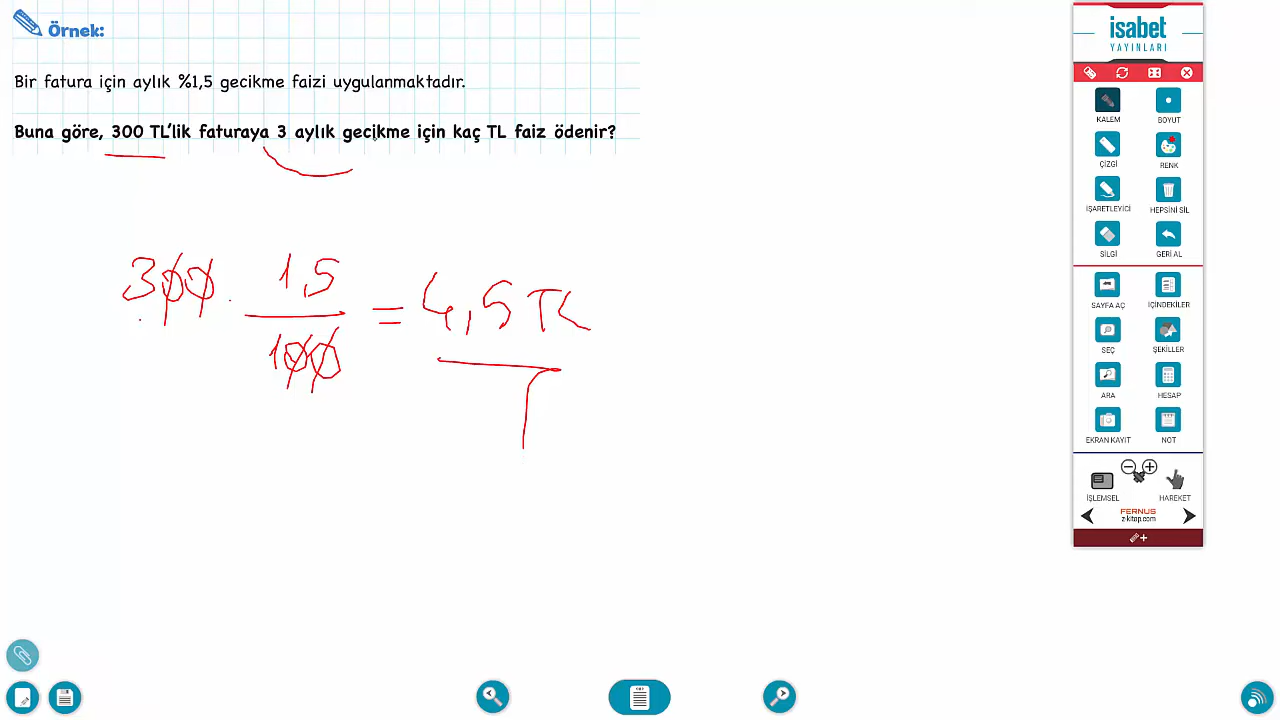 Örnek:
Bir fatura için aylık %1,5 gecikme faizi uygulanmaktadır.
Buna göre, 300 TL'lik faturaya 3 aylık gecikme için kaç TL faiz ödenir?
300 . 1,5 / 100 = 4,5 TL
isabet
YAYINLARI
KALEM
BOYUT
ÇİZGİ
RENK
İŞARETLEYİCİ
HEPSİNİ SİL
SİLGİ
GERİ AL
SAYFA AÇ
İÇİNDEKİLER
SEÇ
ŞEKİLLER
ARA
HESAP
EKRAN KAYIT
NOT
İŞLEMSEL
HAREKET
FERNUS
z-kitap.com